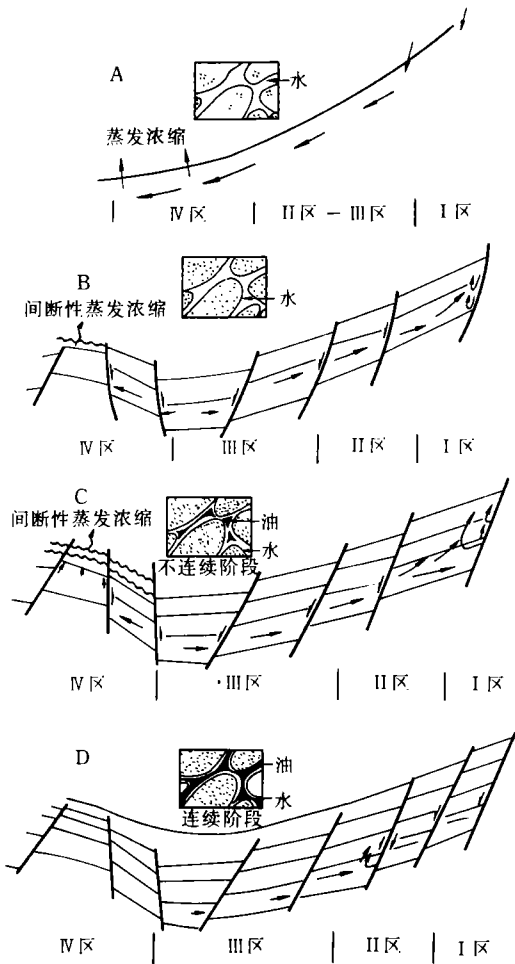 A
水
蒸发浓缩
Ⅳ区 Ⅱ区－Ⅲ区 Ⅰ区
B
间断性蒸发浓缩
水
Ⅳ区 Ⅲ区 Ⅱ区 Ⅰ区
C
间断性蒸发浓缩
油
水
不连续阶段
Ⅳ区 Ⅲ区 Ⅱ区 Ⅰ区
D
油
水
连续阶段
Ⅳ区 Ⅲ区 Ⅱ区 Ⅰ区